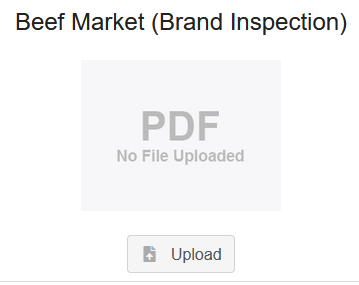 Beef Market (Brand Inspection)
PDF
No File Uploaded
Upload